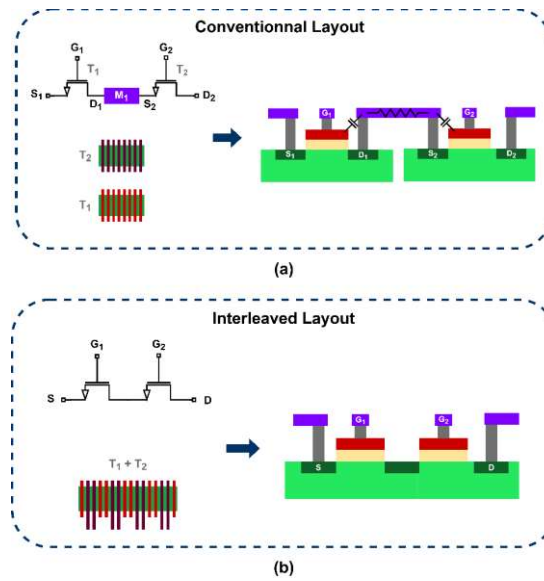 Conventionnal Layout
G1 G2
T1 T2
S1 D1 M1 S2 D2
G1 G2
T2
S1 D1 S2 D2
T1
(a)
Interleaved Layout
G1 G2
S D
G1 G2
T1 + T2
S D
(b)